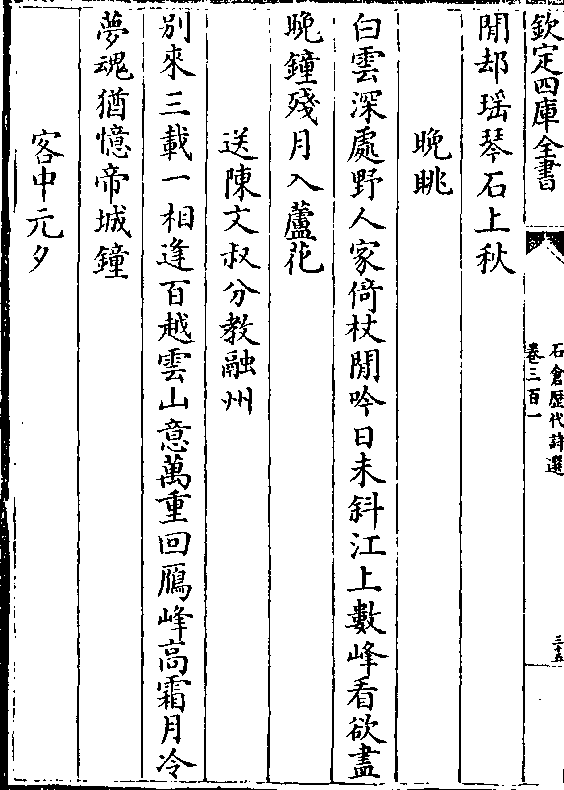 欽定四庫全書
石倉歴代詩選
卷三百一
三十五
閒却瑶琴石上秋
晚眺
白雲深處野人家倚杖閒吟日未斜江上數峰看欲盡
晚鐘殘月入蘆花
送陳文叔分教融州
别來三載一相逢百越雲山意萬重回鴈峰高霜月冷
夢魂猶憶帝城鐘
客中元夕